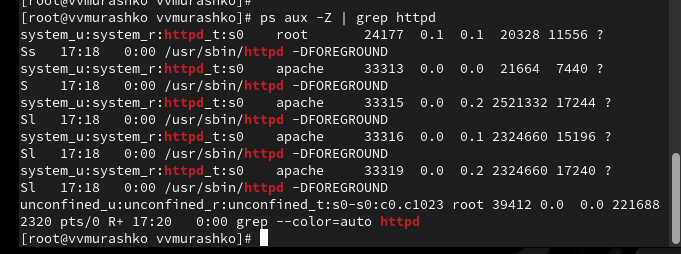 [root@vvmurashko vvmurashko]#
[root@vvmurashko vvmurashko]# ps aux -Z | grep httpd
system_u:system_r:httpd_t:s0    root       24177  0.1  0.1  20328 11556 ?
Ss   17:18   0:00 /usr/sbin/httpd -DFOREGROUND
system_u:system_r:httpd_t:s0    apache     33313  0.0  0.0  21664  7440 ?
S    17:18   0:00 /usr/sbin/httpd -DFOREGROUND
system_u:system_r:httpd_t:s0    apache     33315  0.0  0.2 2521332 17244 ?
Sl   17:18   0:00 /usr/sbin/httpd -DFOREGROUND
system_u:system_r:httpd_t:s0    apache     33316  0.0  0.1 2324660 15196 ?
Sl   17:18   0:00 /usr/sbin/httpd -DFOREGROUND
system_u:system_r:httpd_t:s0    apache     33319  0.0  0.2 2324660 17240 ?
Sl   17:18   0:00 /usr/sbin/httpd -DFOREGROUND
unconfined_u:unconfined_r:unconfined_t:s0-s0:c0.c1023 root 39412 0.0  0.0 221688
2320 pts/0 R+ 17:20   0:00 grep --color=auto httpd
[root@vvmurashko vvmurashko]#